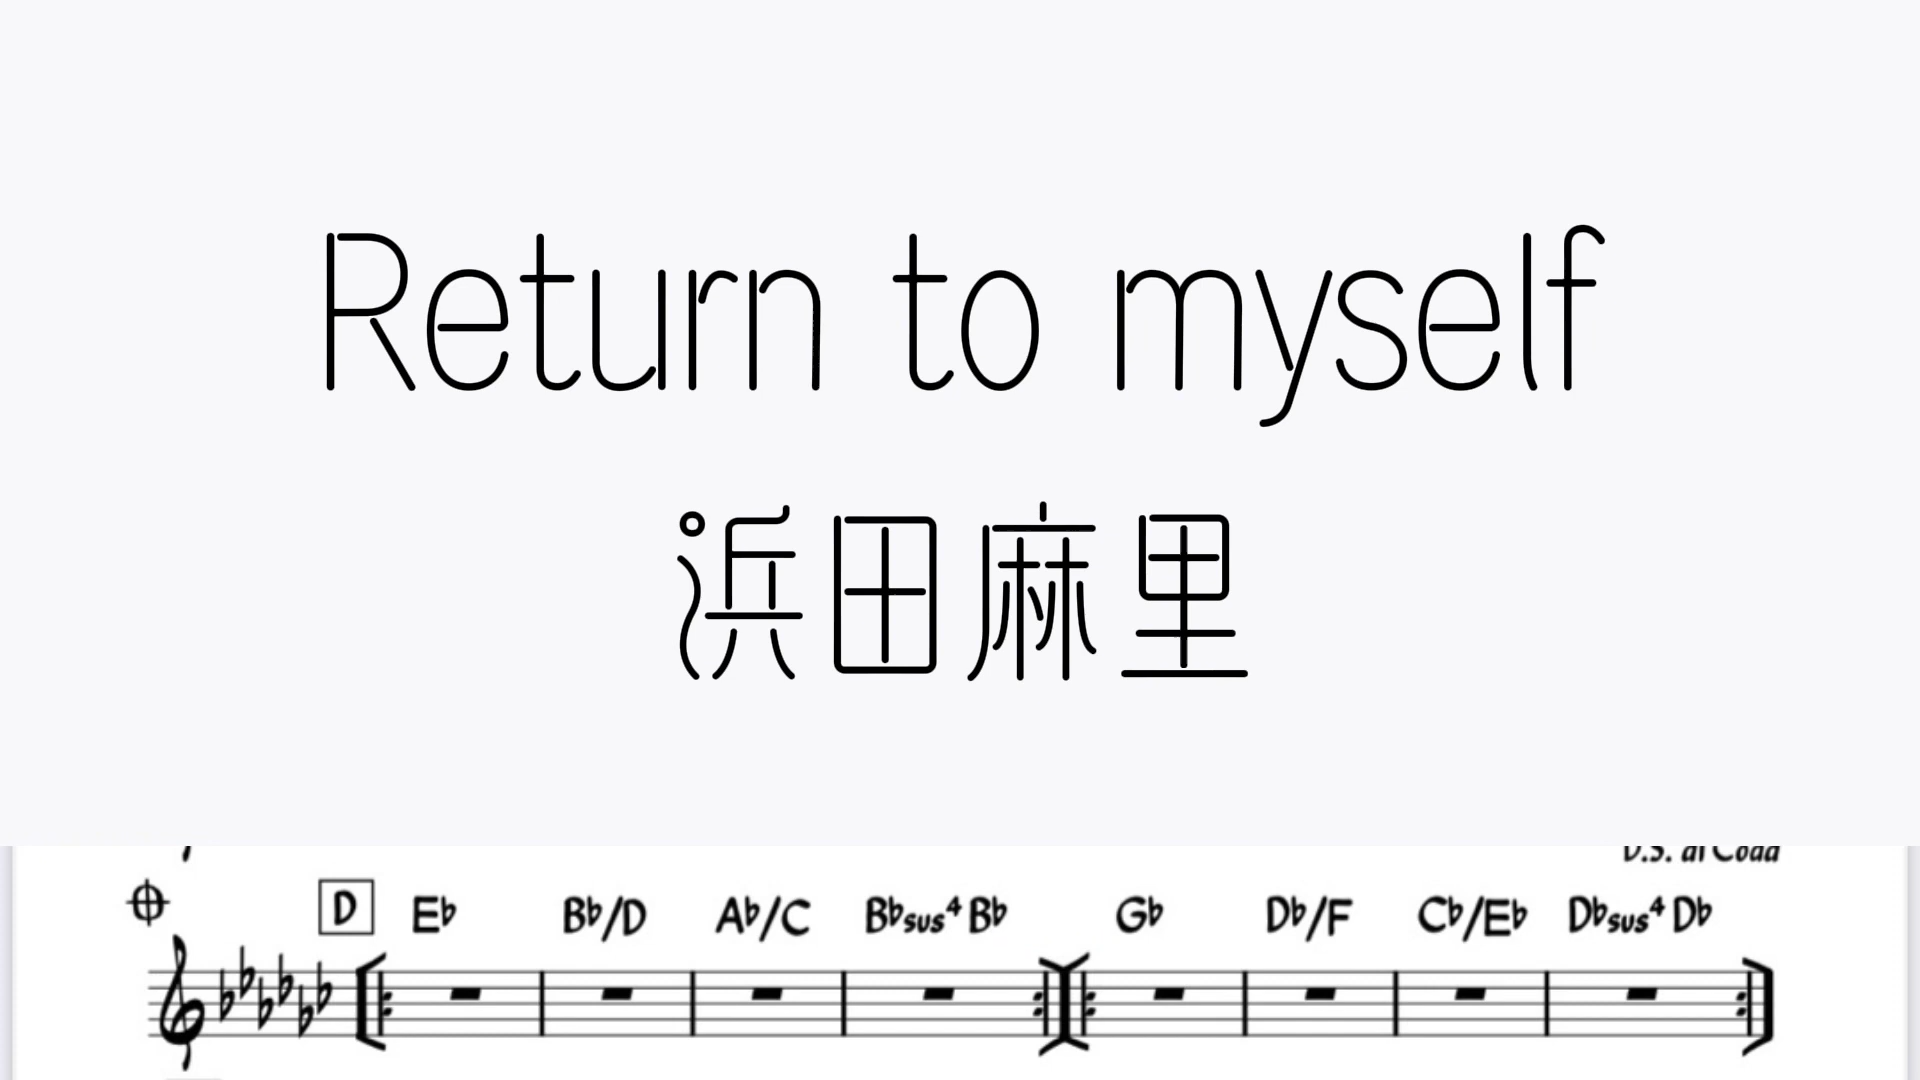 Return to myself
浜田麻里
D.S. al Coda
D E♭ B♭/D A♭/C B♭sus4 B♭ G♭ D♭/F C♭/E♭ D♭sus4 D♭